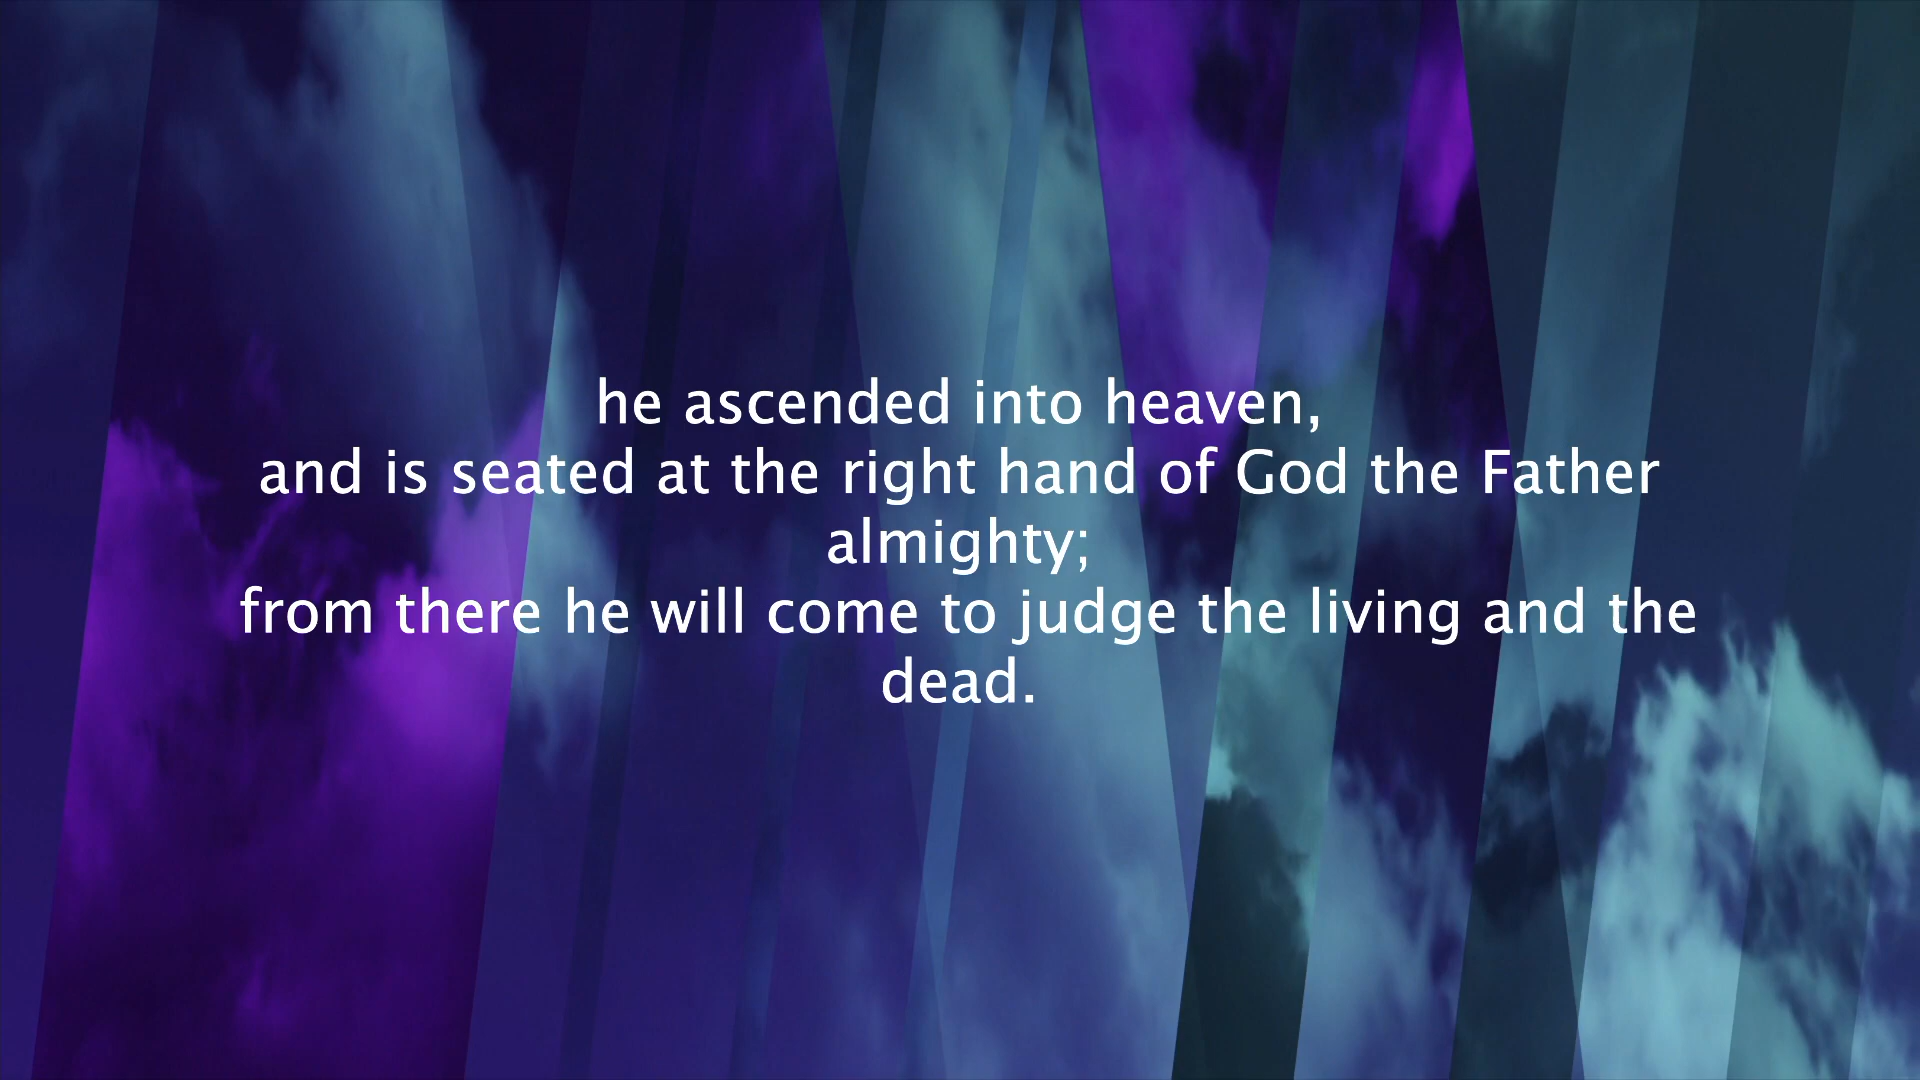 he ascended into heaven,
and is seated at the right hand of God the Father
almighty;
from there he will come to judge the living and the
dead.